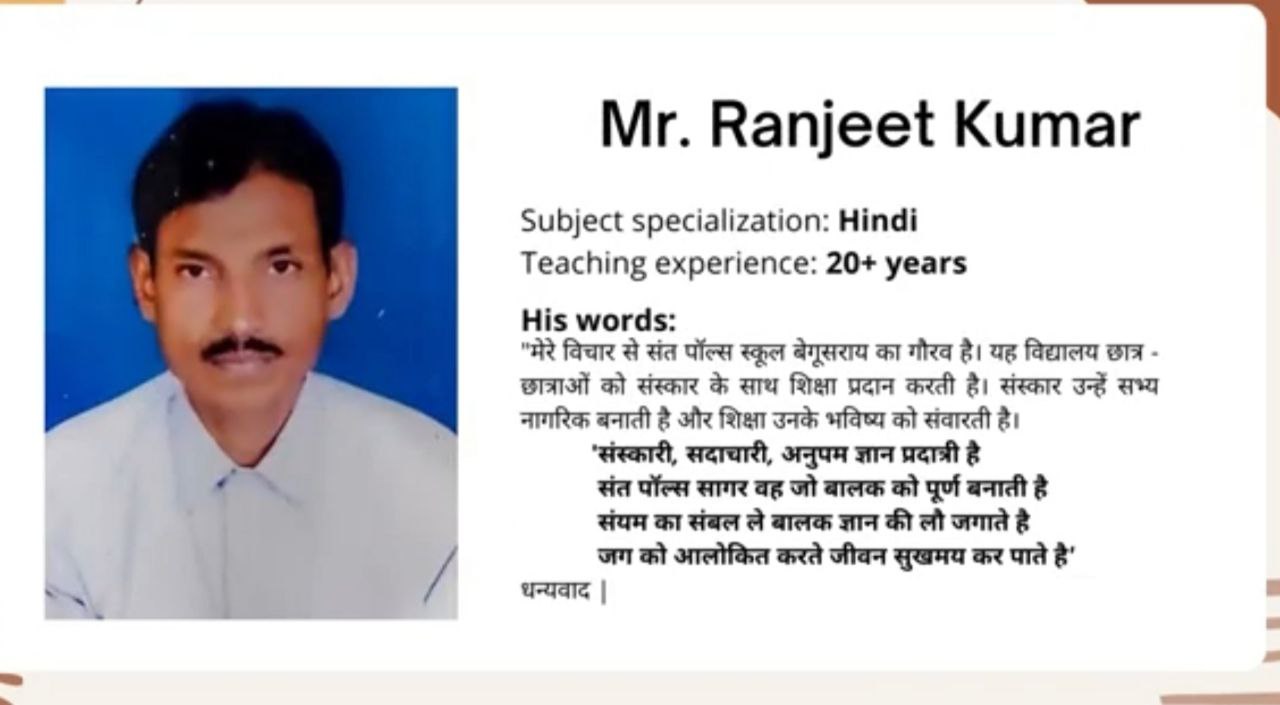 Mr. Ranjeet Kumar
Subject specialization: Hindi
Teaching experience: 20+ years
His words:
"मेरे विचार से संत पॉल्स स्कूल बेगूसराय का गौरव है। यह विद्यालय छात्र -
छात्राओं को संस्कार के साथ शिक्षा प्रदान करती है। संस्कार उन्हें सभ्य
नागरिक बनाती है और शिक्षा उनके भविष्य को संवारती है।
'संस्कारी, सदाचारी, अनुपम ज्ञान प्रदात्री है
संत पॉल्स सागर वह जो बालक को पूर्ण बनाती है
संयम का संबल ले बालक ज्ञान की लौ जगाते है
जग को आलोकित करते जीवन सुखमय कर पाते है'
धन्यवाद |